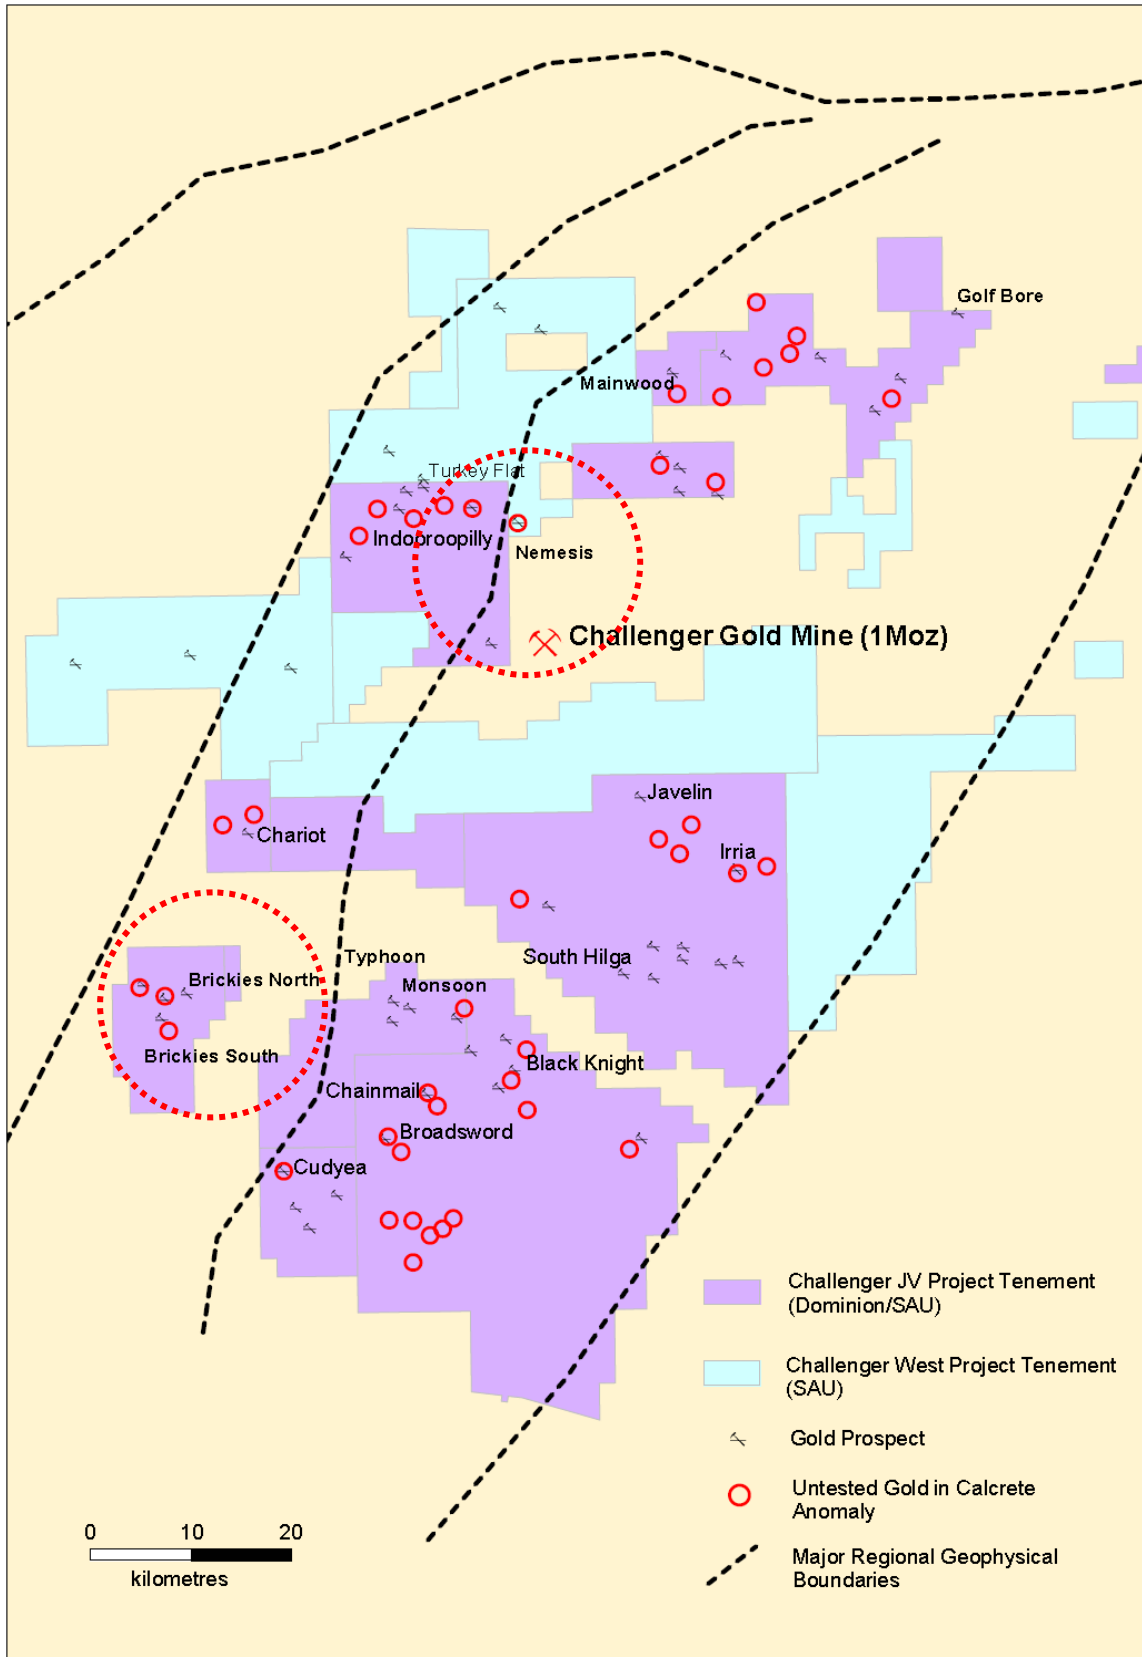 Golf Bore
Mainwood
Turkey Flat
Indooroopilly
Nemesis
Challenger Gold Mine (1Moz)
Javelin
Chariot
Irria
Typhoon
South Hilga
Brickies North
Monsoon
Brickies South
Black Knight
Chainmail
Broadsword
Cudyea
Challenger JV Project Tenement
(Dominion/SAU)
Challenger West Project Tenement
(SAU)
Gold Prospect
Untested Gold in Calcrete
Anomaly
0 10 20
kilometres
Major Regional Geophysical
Boundaries